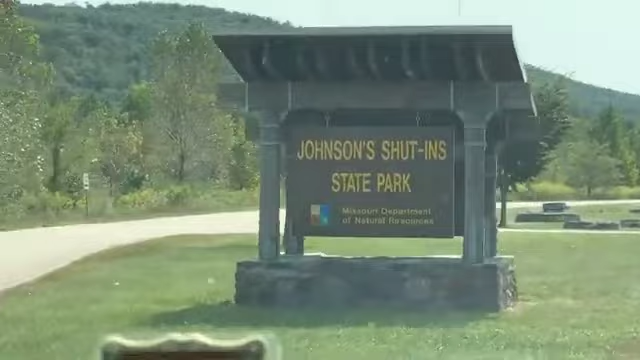 JOHNSON'S SHUT-INS
STATE PARK
Missouri Department
of Natural Resources